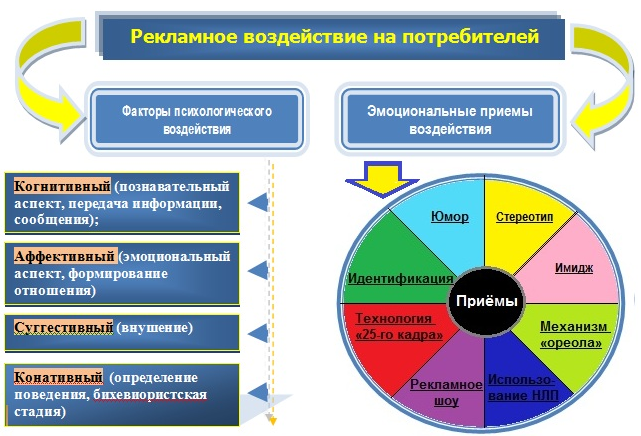 Рекламное воздействие на потребителей
Факторы психологического
воздействия
Эмоциональные приемы
воздействия
Когнитивный (познавательный
аспект, передача информации,
сообщения);
Аффективный (эмоциональный
аспект, формирование
отношения)
Суггестивный (внушение)
Конативный (определение
поведения, бихевиористская
стадия)
Юмор
Стереотип
Имидж
Механизм
«ореола»
Использо-
вание НЛП
Рекламное
шоу
Технология
«25-го кадра»
Идентификация
Приёмы